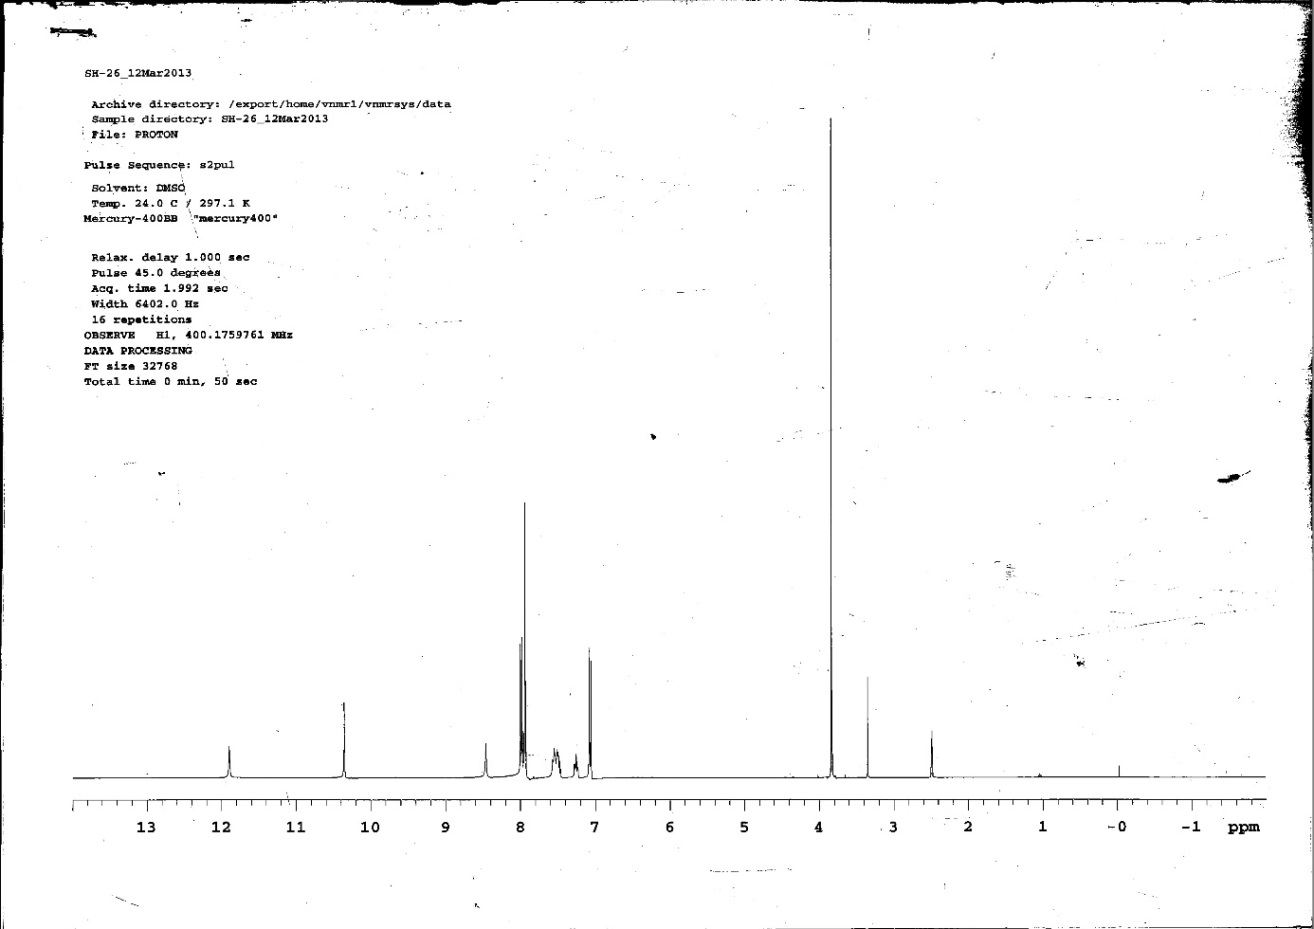 SH-26_12Mar2013
Archive directory: /export/home/vnmr1/vnmrsys/data
Sample directory: SH-26_12Mar2013
File: PROTON
Pulse Sequence: s2pul
Solvent: DMSO
Temp. 24.0 C / 297.1 K
Mercury-400BB "mercury400"
Relax. delay 1.000 sec
Pulse 45.0 degrees
Acq. time 1.992 sec
Width 6402.0 Hz
16 repetitions
OBSERVE H1, 400.1759761 MHz
DATA PROCESSING
FT size 32768
Total time 0 min, 50 sec
13 12 11 10 9 8 7 6 5 4 3 2 1 -0 -1 ppm